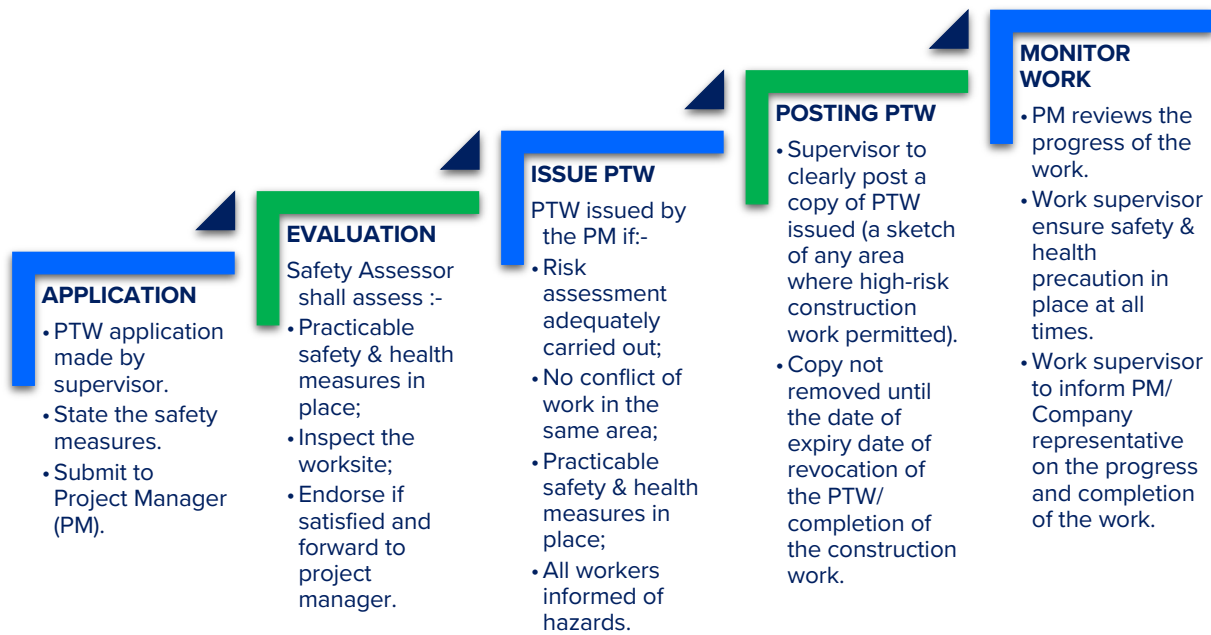 APPLICATION
• PTW application
made by
supervisor.
• State the safety
measures.
• Submit to
Project Manager
(PM).
EVALUATION
Safety Assessor
shall assess :-
• Practicable
safety & health
measures in
place;
• Inspect the
worksite;
• Endorse if
satisfied and
forward to
project
manager.
ISSUE PTW
PTW issued by
the PM if:-
• Risk
assessment
adequately
carried out;
• No conflict of
work in the
same area;
• Practicable
safety & health
measures in
place;
• All workers
informed of
hazards.
POSTING PTW
• Supervisor to
clearly post a
copy of PTW
issued (a sketch
of any area
where high-risk
construction
work permitted).
• Copy not
removed until
the date of
expiry date of
revocation of
the PTW/
completion of
the construction
work.
MONITOR
WORK
• PM reviews the
progress of the
work.
• Work supervisor
ensure safety &
health
precaution in
place at all
times.
• Work supervisor
to inform PM/
Company
representative
on the progress
and completion
of the work.